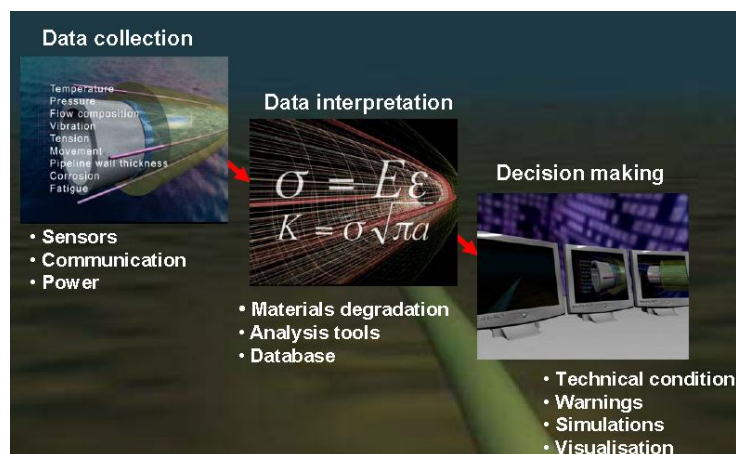 Data collection
Temperature
Pressure
Flow composition
Vibration
Tension
Movement
Pipeline wall thickness
Corrosion
Fatigue
• Sensors
• Communication
• Power
Data interpretation
σ = Eε
K = σ√πa
• Materials degradation
• Analysis tools
• Database
Decision making
• Technical condition
• Warnings
• Simulations
• Visualisation